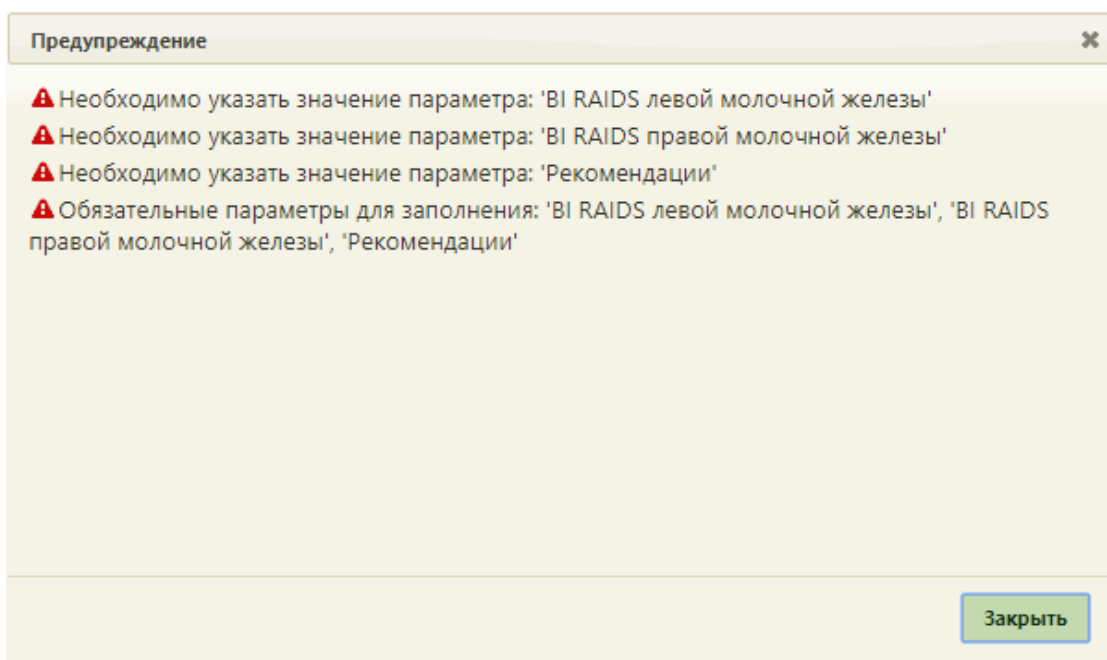 Предупреждение
Необходимо указать значение параметра: 'BI RAIDS левой молочной железы'
Необходимо указать значение параметра: 'BI RAIDS правой молочной железы'
Необходимо указать значение параметра: 'Рекомендации'
Обязательные параметры для заполнения: 'BI RAIDS левой молочной железы', 'BI RAIDS
правой молочной железы', 'Рекомендации'
Закрыть